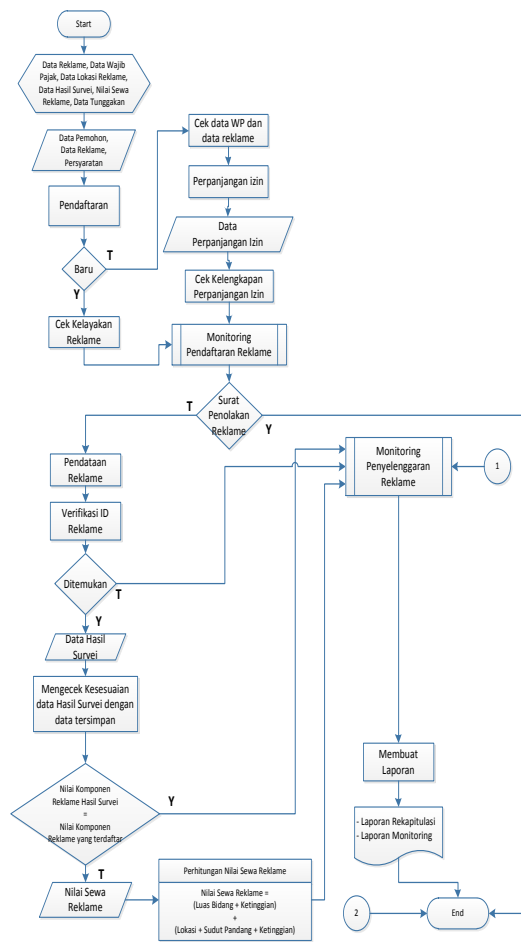 Start
Data Reklame, Data Wajib
Pajak, Data Lokasi Reklame,
Data Hasil Survei, Nilai Sewa
Reklame, Data Tunggakan
Data Pemohon,
Data Reklame,
Persyaratan
Pendaftaran
Baru
T
Y
Cek Kelayakan
Reklame
Cek data WP dan
data reklame
Perpanjangan izin
Data
Perpanjangan Izin
Cek Kelengkapan
Perpanjangan Izin
Monitoring
Pendaftaran Reklame
Surat
Penolakan
Reklame
T
Y
Pendataan
Reklame
Verifikasi ID
Reklame
Ditemukan
T
Y
Data Hasil
Survei
Mengecek Kesesuaian
data Hasil Survei dengan
data tersimpan
Nilai Komponen
Reklame Hasil Survei
=
Nilai Komponen
Reklame yang terdaftar
Y
T
Nilai Sewa
Reklame
Perhitungan Nilai Sewa Reklame
Nilai Sewa Reklame =
(Luas Bidang + Ketinggian)
+
(Lokasi + Sudut Pandang + Ketinggian)
Monitoring
Penyelenggaran
Reklame
1
Membuat
Laporan
- Laporan Rekapitulasi
- Laporan Monitoring
2
End